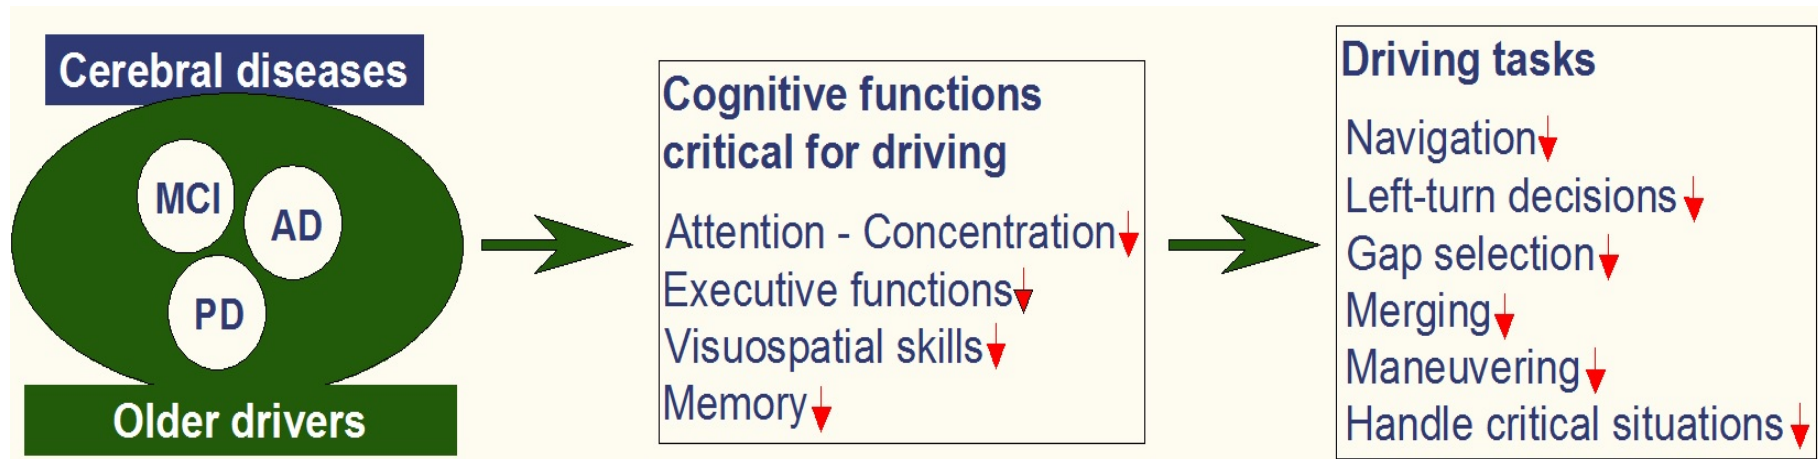 Cerebral diseases
MCI
AD
PD
Older drivers
Cognitive functions
critical for driving
Attention - Concentration
Executive functions
Visuospatial skills
Memory
Driving tasks
Navigation
Left-turn decisions
Gap selection
Merging
Maneuvering
Handle critical situations